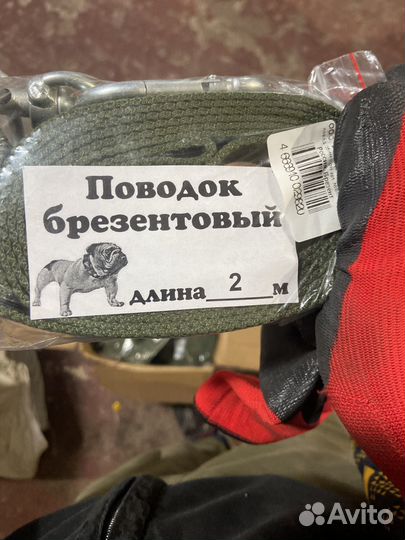 Поводок
брезентовый
длина 2 м
Avito